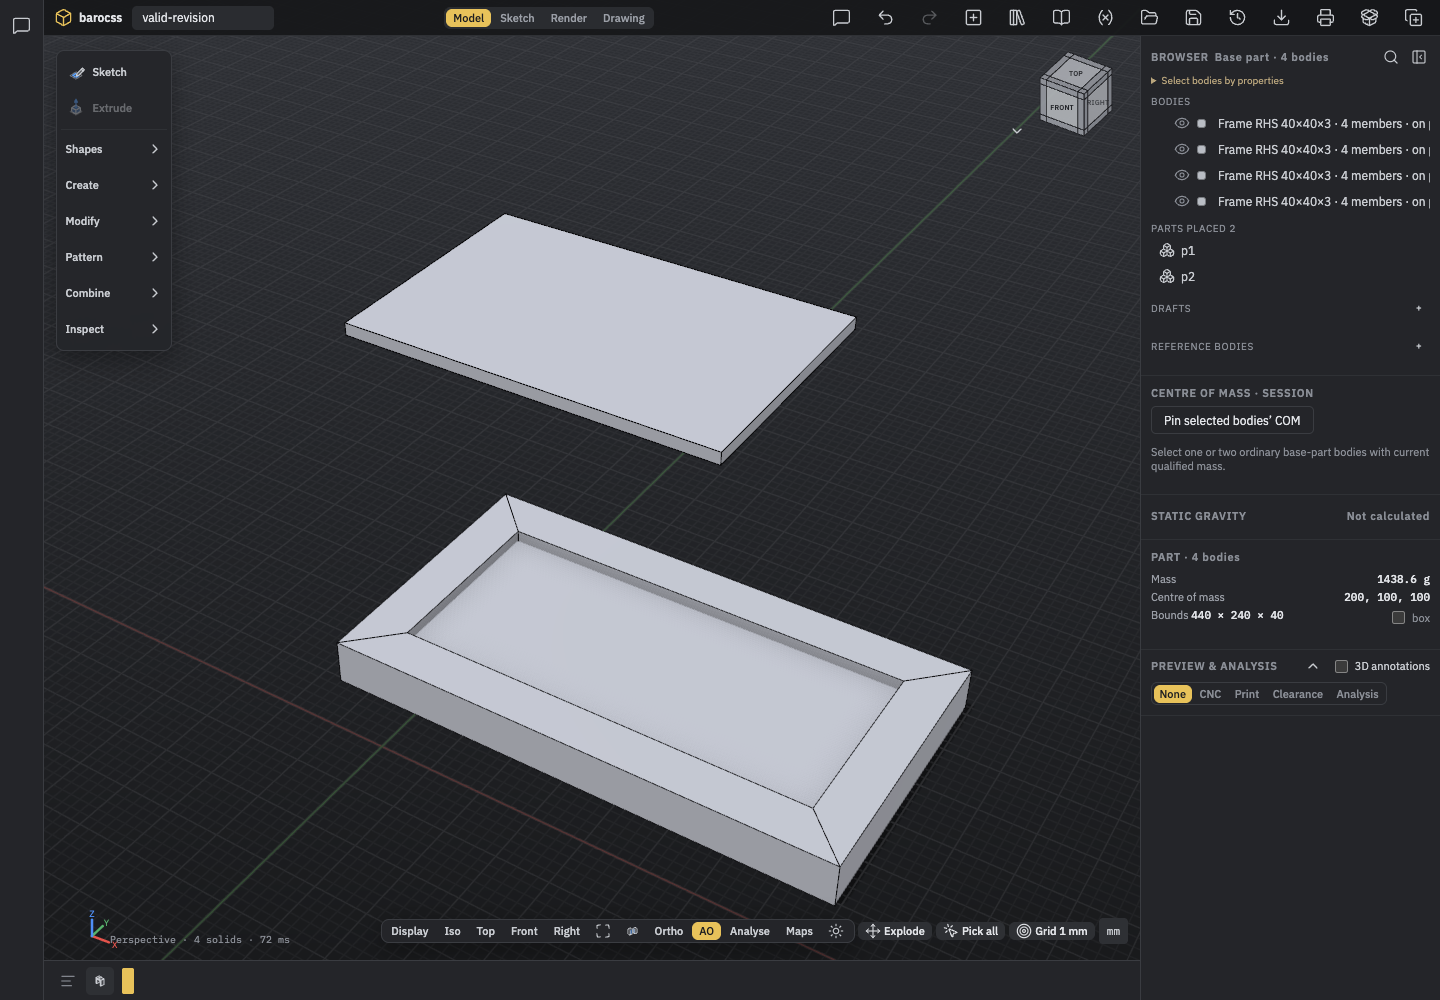 barocss
valid-revision
Model Sketch Render Drawing
Sketch
Extrude
Shapes
Create
Modify
Pattern
Combine
Inspect
TOP
FRONT
RIGHT
BROWSER Base part · 4 bodies
Select bodies by properties
BODIES
Frame RHS 40×40×3 · 4 members · on
Frame RHS 40×40×3 · 4 members · on
Frame RHS 40×40×3 · 4 members · on
Frame RHS 40×40×3 · 4 members · on
PARTS PLACED 2
p1
p2
DRAFTS +
REFERENCE BODIES +
CENTRE OF MASS · SESSION
Pin selected bodies’ COM
Select one or two ordinary base-part bodies with current
qualified mass.
STATIC GRAVITY Not calculated
PART · 4 bodies
Mass 1438.6 g
Centre of mass 200, 100, 100
Bounds 440 × 240 × 40 box
PREVIEW & ANALYSIS 3D annotations
None CNC Print Clearance Analysis
Z
Y
X
Perspective · 4 solids · 72 ms
Display Iso Top Front Right Ortho AO Analyse Maps Explode Pick all Grid 1 mm mm